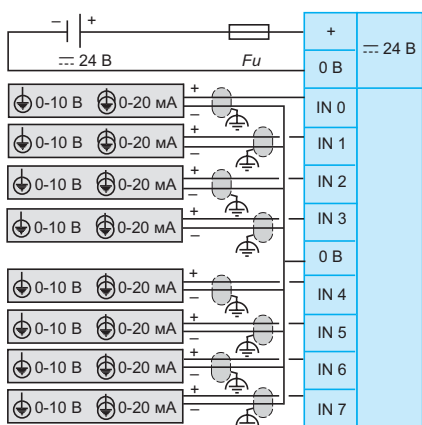 − +
+
24 В
24 В
Fu
0 В
+
0-10 В 0-20 мА
IN 0
−
+
0-10 В 0-20 мА
IN 1
−
+
0-10 В 0-20 мА
IN 2
−
+
0-10 В 0-20 мА
IN 3
−
0 В
+
0-10 В 0-20 мА
IN 4
−
+
0-10 В 0-20 мА
IN 5
−
+
0-10 В 0-20 мА
IN 6
−
+
0-10 В 0-20 мА
IN 7
−